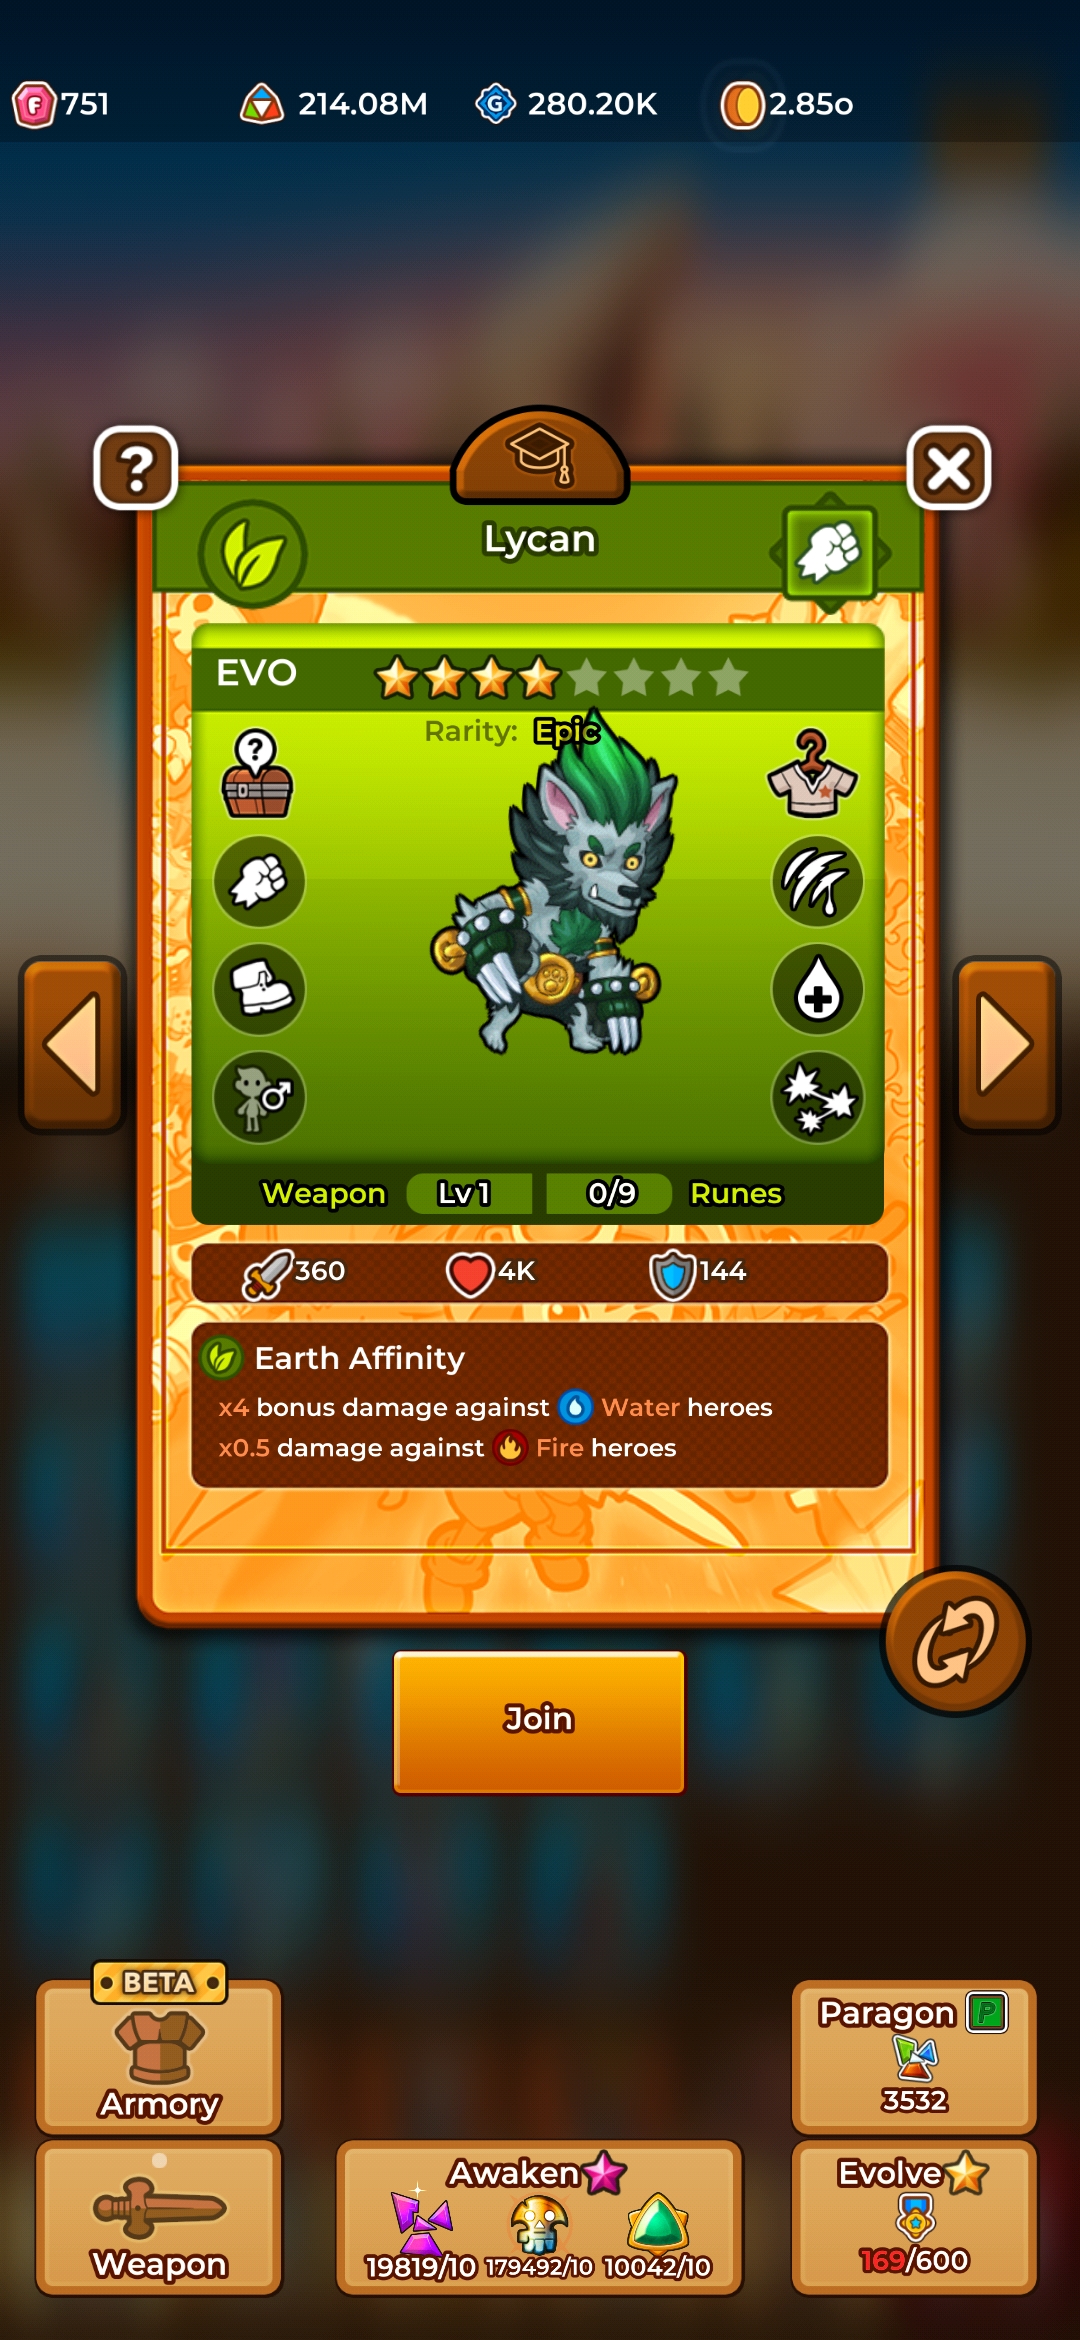 751 214.08M 280.20K 2.85o
?
Lycan
EVO
Rarity: Epic
?
Weapon Lv 1 0/9 Runes
360 4K 144
Earth Affinity
x4 bonus damage against Water heroes
x0.5 damage against Fire heroes
Join
BETA
Armory
Paragon P
3532
Weapon
Awaken
19819/10 179492/10 10042/10
Evolve
169/600